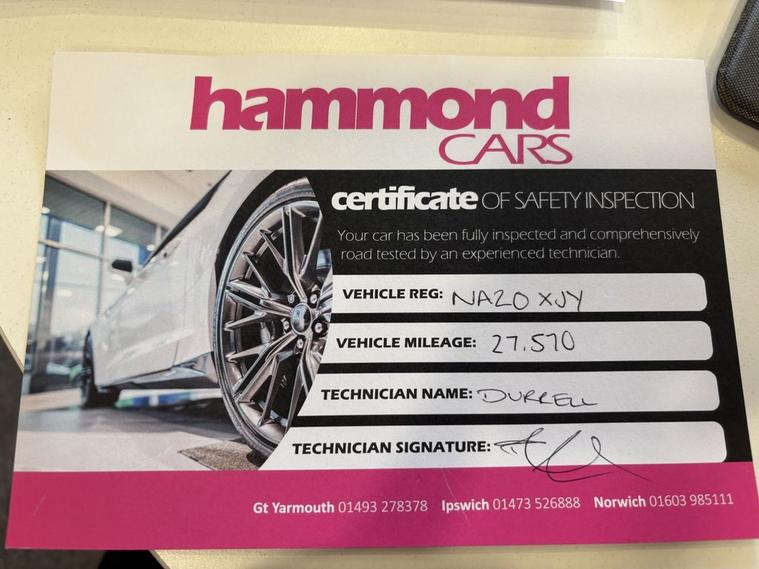 hammond
CARS
certificate OF SAFETY INSPECTION
Your car has been fully inspected and comprehensively
road tested by an experienced technician.
VEHICLE REG: NA20 XJY
VEHICLE MILEAGE: 27.570
TECHNICIAN NAME: DURRELL
TECHNICIAN SIGNATURE:
Gt Yarmouth 01493 278378 Ipswich 01473 526888 Norwich 01603 985111